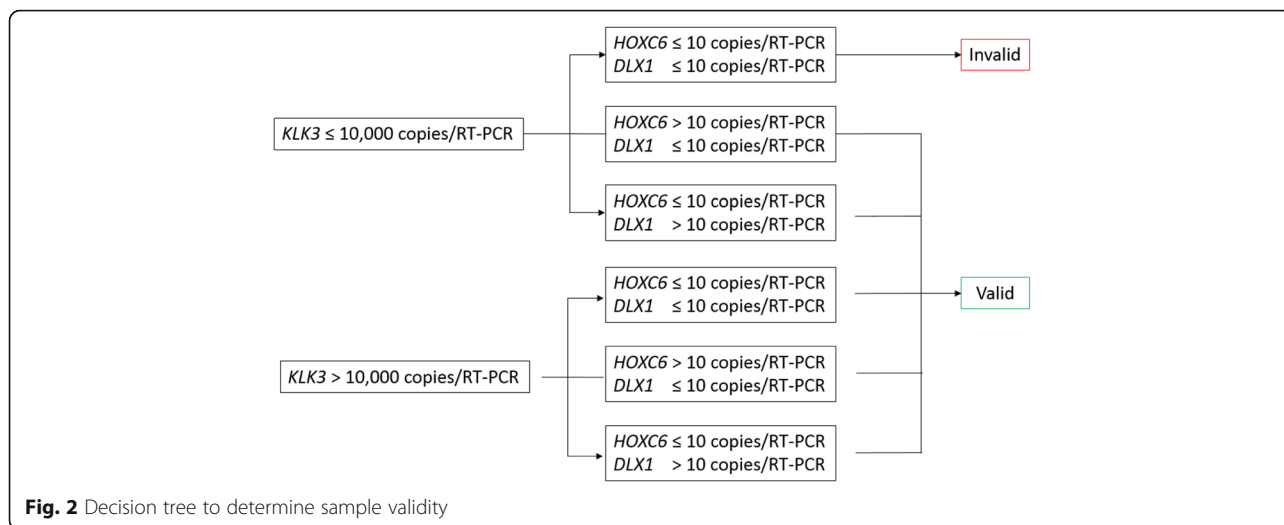 HOXC6 ≤ 10 copies/RT-PCR
DLX1 ≤ 10 copies/RT-PCR
Invalid
KLK3 ≤ 10,000 copies/RT-PCR
HOXC6 > 10 copies/RT-PCR
DLX1 ≤ 10 copies/RT-PCR
HOXC6 ≤ 10 copies/RT-PCR
DLX1 > 10 copies/RT-PCR
HOXC6 ≤ 10 copies/RT-PCR
DLX1 ≤ 10 copies/RT-PCR
Valid
KLK3 > 10,000 copies/RT-PCR
HOXC6 > 10 copies/RT-PCR
DLX1 ≤ 10 copies/RT-PCR
HOXC6 ≤ 10 copies/RT-PCR
DLX1 > 10 copies/RT-PCR
Fig. 2 Decision tree to determine sample validity